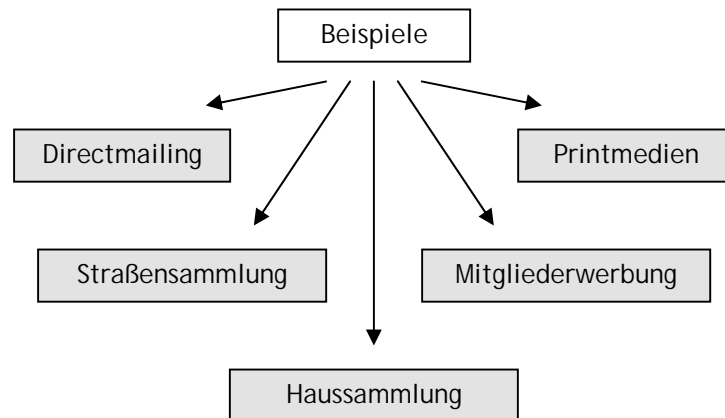 Beispiele
Directmailing
Printmedien
Straßensammlung
Mitgliederwerbung
Haussammlung